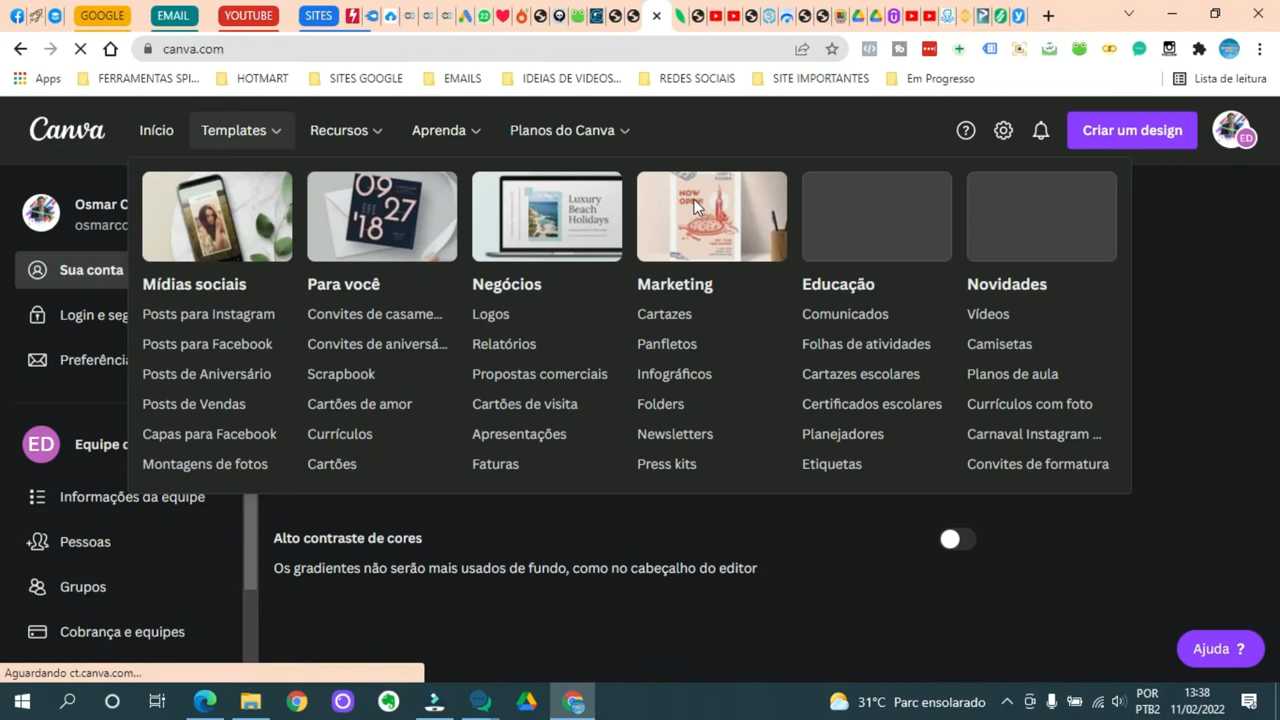 GOOGLE
EMAIL
YOUTUBE
SITES
canva.com
Apps
FERRAMENTAS SPI...
HOTMART
SITES GOOGLE
EMAILS
IDEIAS DE VIDEOS...
REDES SOCIAIS
SITE IMPORTANTES
Em Progresso
Lista de leitura
Canva
Início
Templates
Recursos
Aprenda
Planos do Canva
Criar um design
ED
Osmar C
osmarco
Sua conta
Login e seg
Preferência
ED
Equipe d
Informações da equipe
Pessoas
Grupos
Cobrança e equipes
09
27
'18
Luxury
Beach
Holidays
NOW
Mídias sociais
Posts para Instagram
Posts para Facebook
Posts de Aniversário
Posts de Vendas
Capas para Facebook
Montagens de fotos
Para você
Convites de casame...
Convites de aniversá...
Scrapbook
Cartões de amor
Currículos
Cartões
Negócios
Logos
Relatórios
Propostas comerciais
Cartões de visita
Apresentações
Faturas
Marketing
Cartazes
Panfletos
Infográficos
Folders
Newsletters
Press kits
Educação
Comunicados
Folhas de atividades
Cartazes escolares
Certificados escolares
Planejadores
Etiquetas
Novidades
Vídeos
Camisetas
Planos de aula
Currículos com foto
Carnaval Instagram ...
Convites de formatura
Alto contraste de cores
Os gradientes não serão mais usados de fundo, como no cabeçalho do editor
Ajuda ?
Aguardando ct.canva.com...
31°C Parc ensolarado
POR
PTB2
13:38
11/02/2022